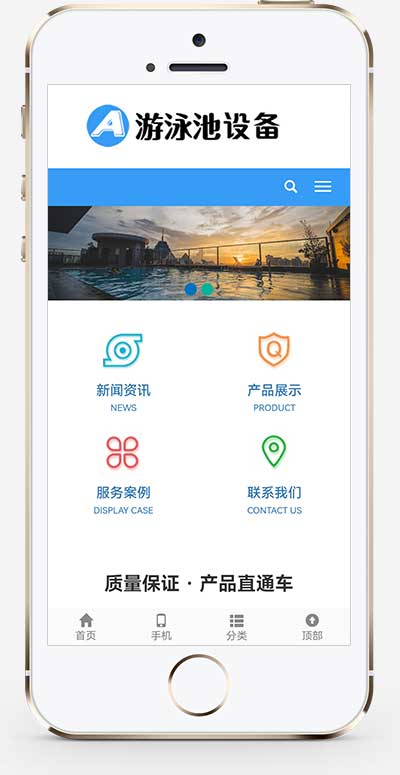 A 游泳池设备
新闻资讯
NEWS
产品展示
PRODUCT
服务案例
DISPLAY CASE
联系我们
CONTACT US
质量保证 · 产品直通车
首页
手机
分类
顶部